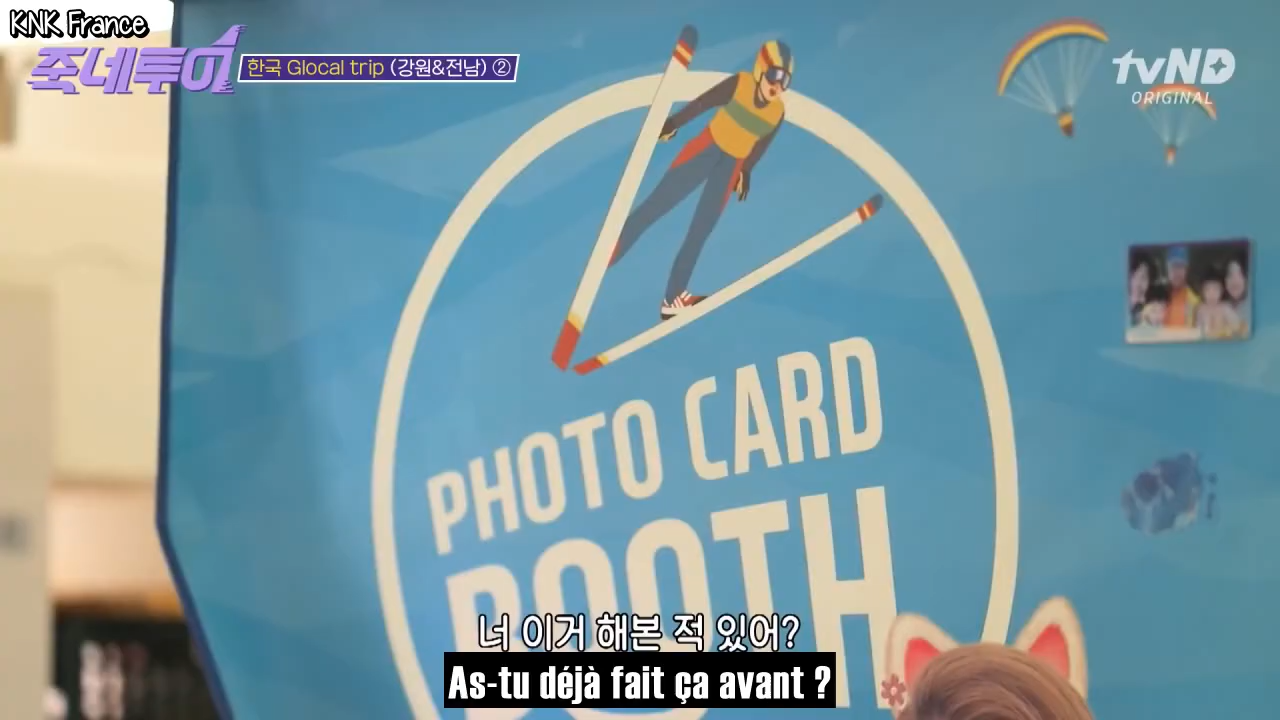 KNK France
죽네투어
한국 Glocal trip (강원&전남) ②
tvND
ORIGINAL
PHOTO CARD
BOOTH
너 이거 해본 적 있어?
As-tu déjà fait ça avant ?